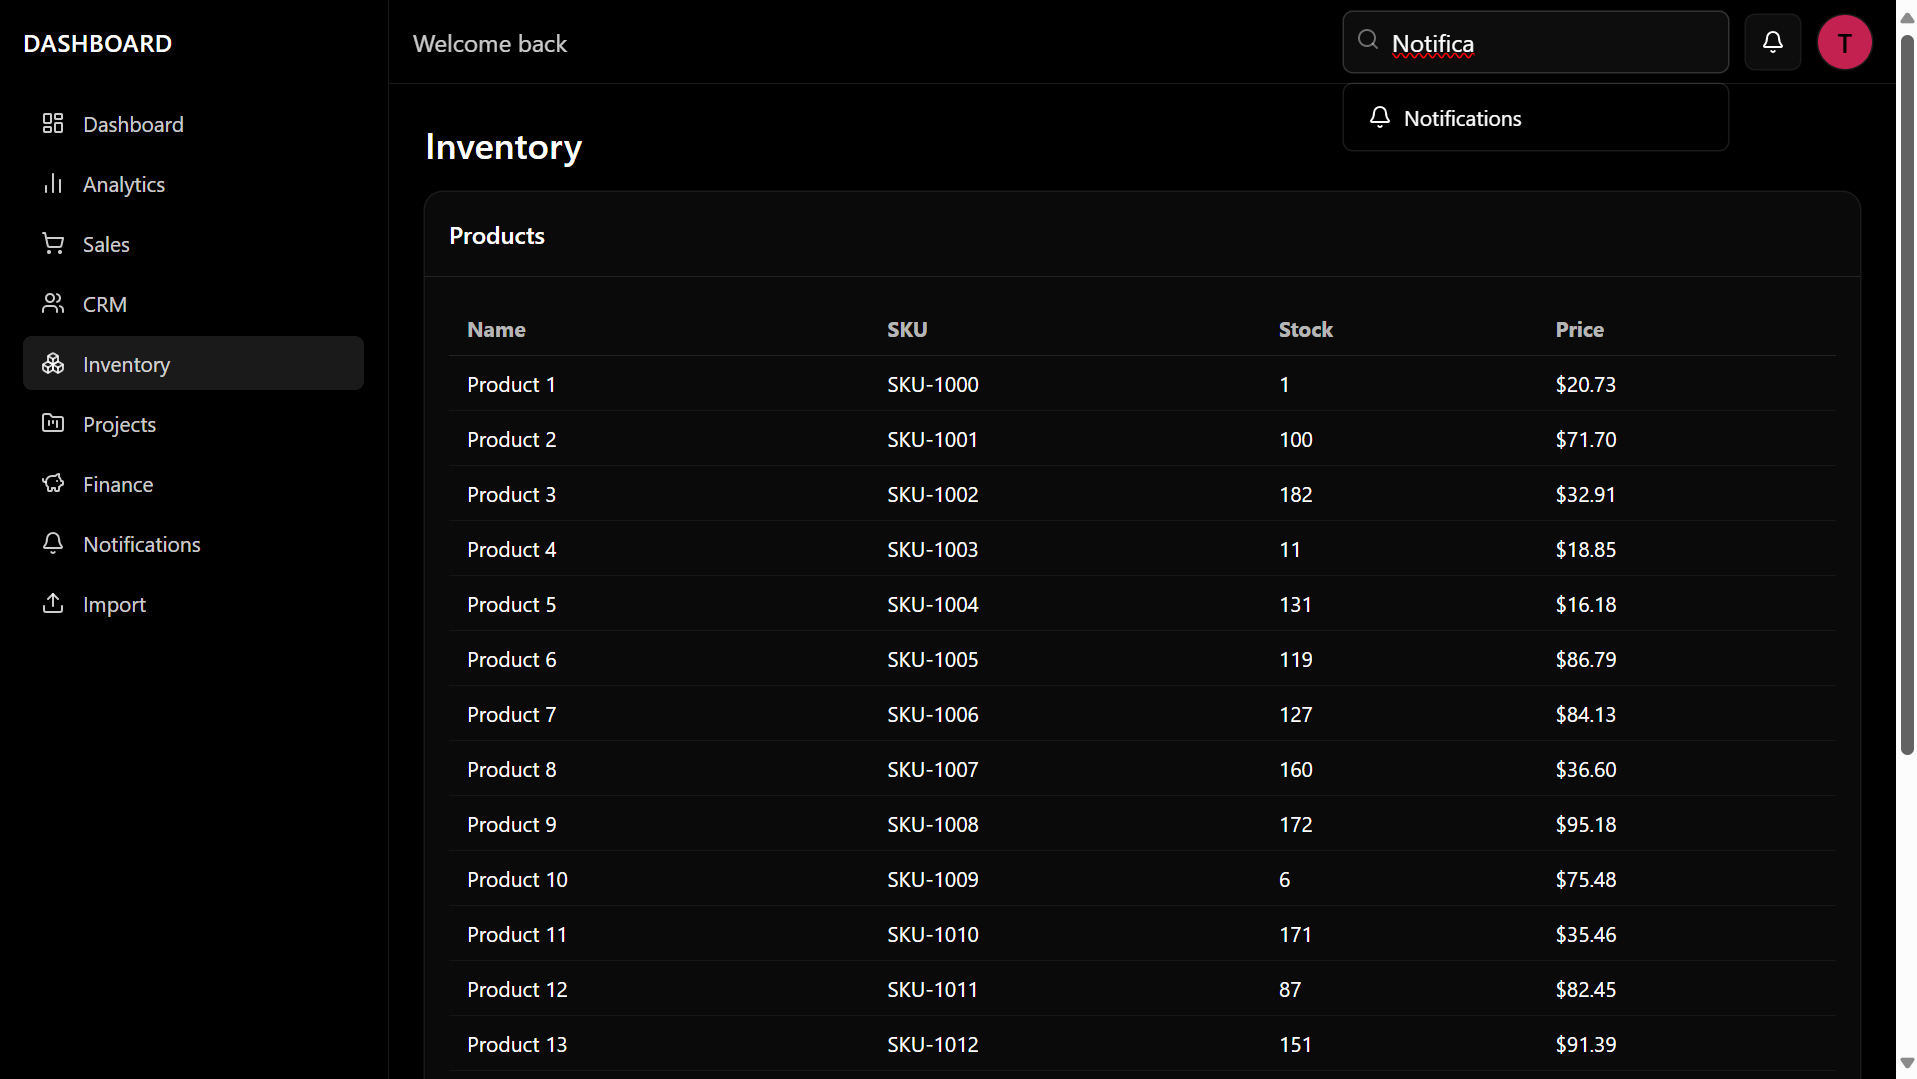 DASHBOARD
Welcome back
Notifica
T
Notifications
Dashboard
Analytics
Sales
CRM
Inventory
Projects
Finance
Notifications
Import
Inventory
Products
Name SKU Stock Price
Product 1 SKU-1000 1 $20.73
Product 2 SKU-1001 100 $71.70
Product 3 SKU-1002 182 $32.91
Product 4 SKU-1003 11 $18.85
Product 5 SKU-1004 131 $16.18
Product 6 SKU-1005 119 $86.79
Product 7 SKU-1006 127 $84.13
Product 8 SKU-1007 160 $36.60
Product 9 SKU-1008 172 $95.18
Product 10 SKU-1009 6 $75.48
Product 11 SKU-1010 171 $35.46
Product 12 SKU-1011 87 $82.45
Product 13 SKU-1012 151 $91.39